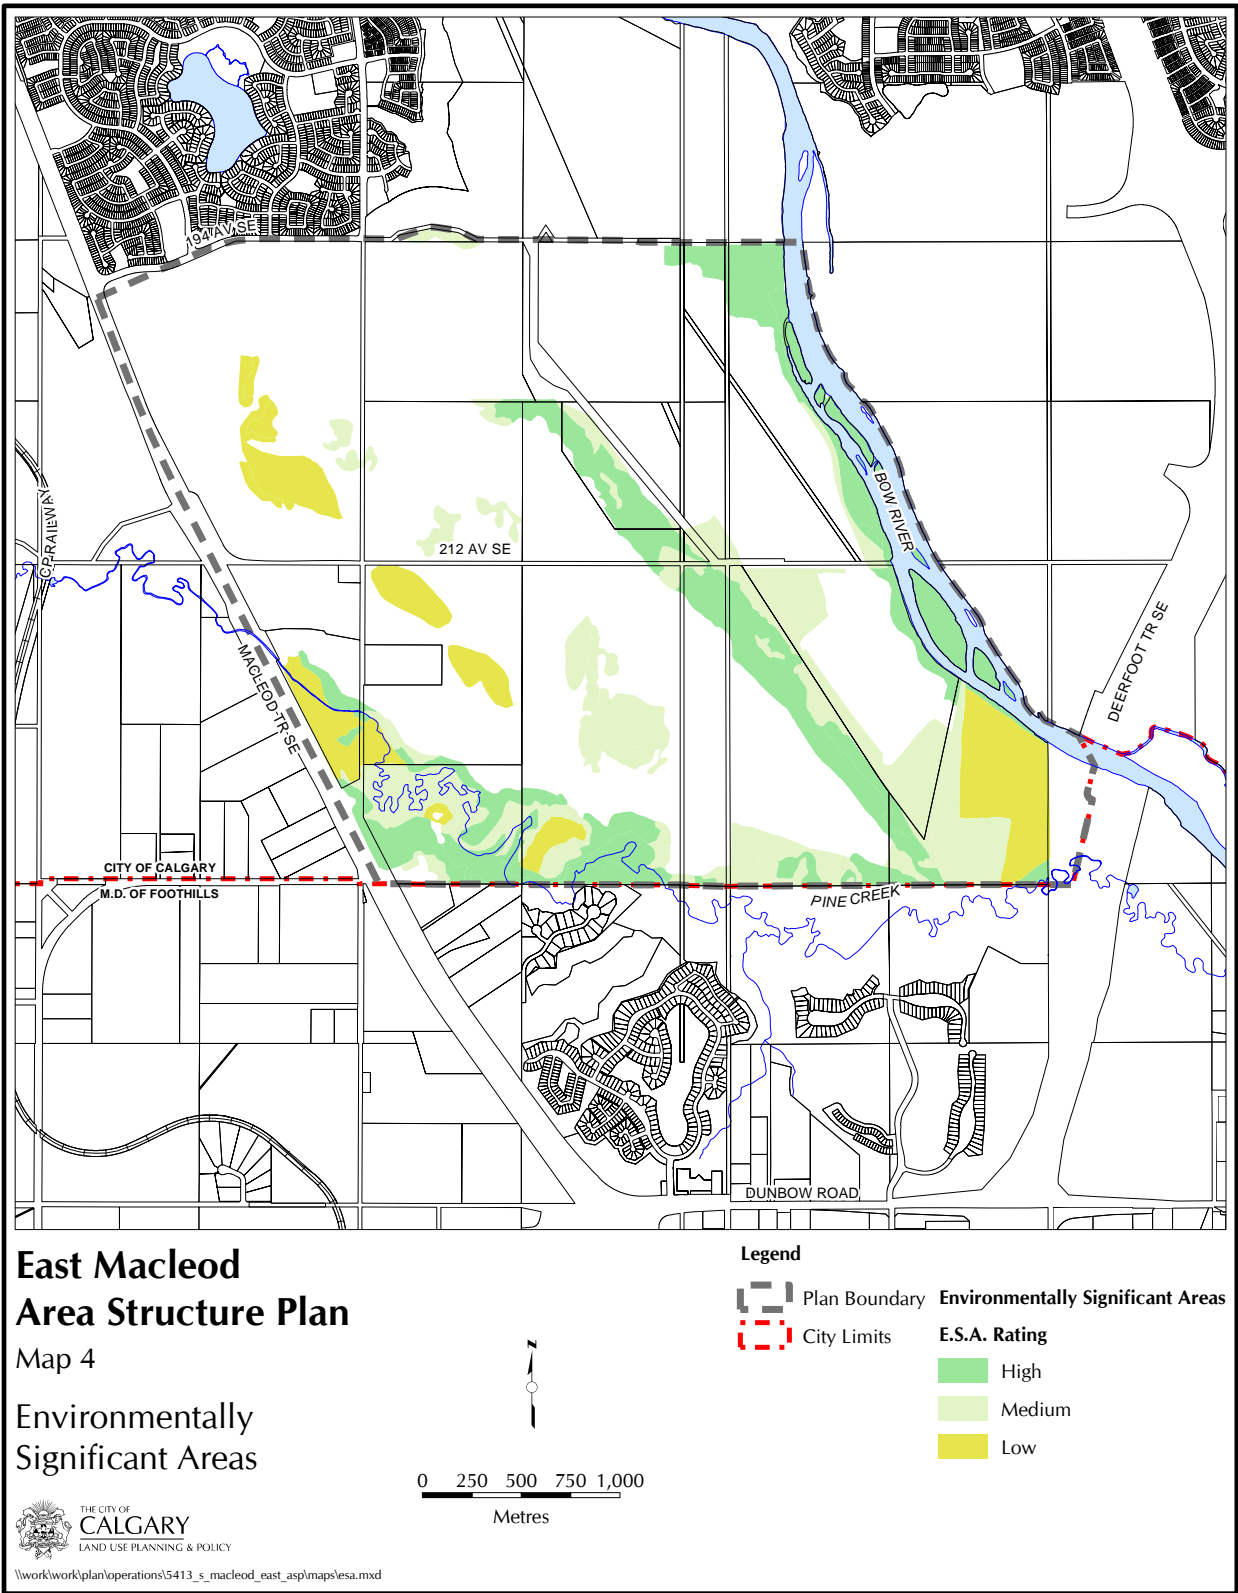 194 AV SE
CP RAILWAY
212 AV SE
BOW RIVER
MACLEOD TR SE
DEERFOOT TR SE
CITY OF CALGARY
M.D. OF FOOTHILLS
PINE CREEK
DUNBOW ROAD
East Macleod
Area Structure Plan
Map 4
Environmentally
Significant Areas
THE CITY OF
CALGARY
LAND USE PLANNING & POLICY
\\work\work\plan\operations\5413_s_macleod_east_asp\maps\esa.mxd
N
0 250 500 750 1,000
Metres
Legend
Plan Boundary
City Limits
Environmentally Significant Areas
E.S.A. Rating
High
Medium
Low